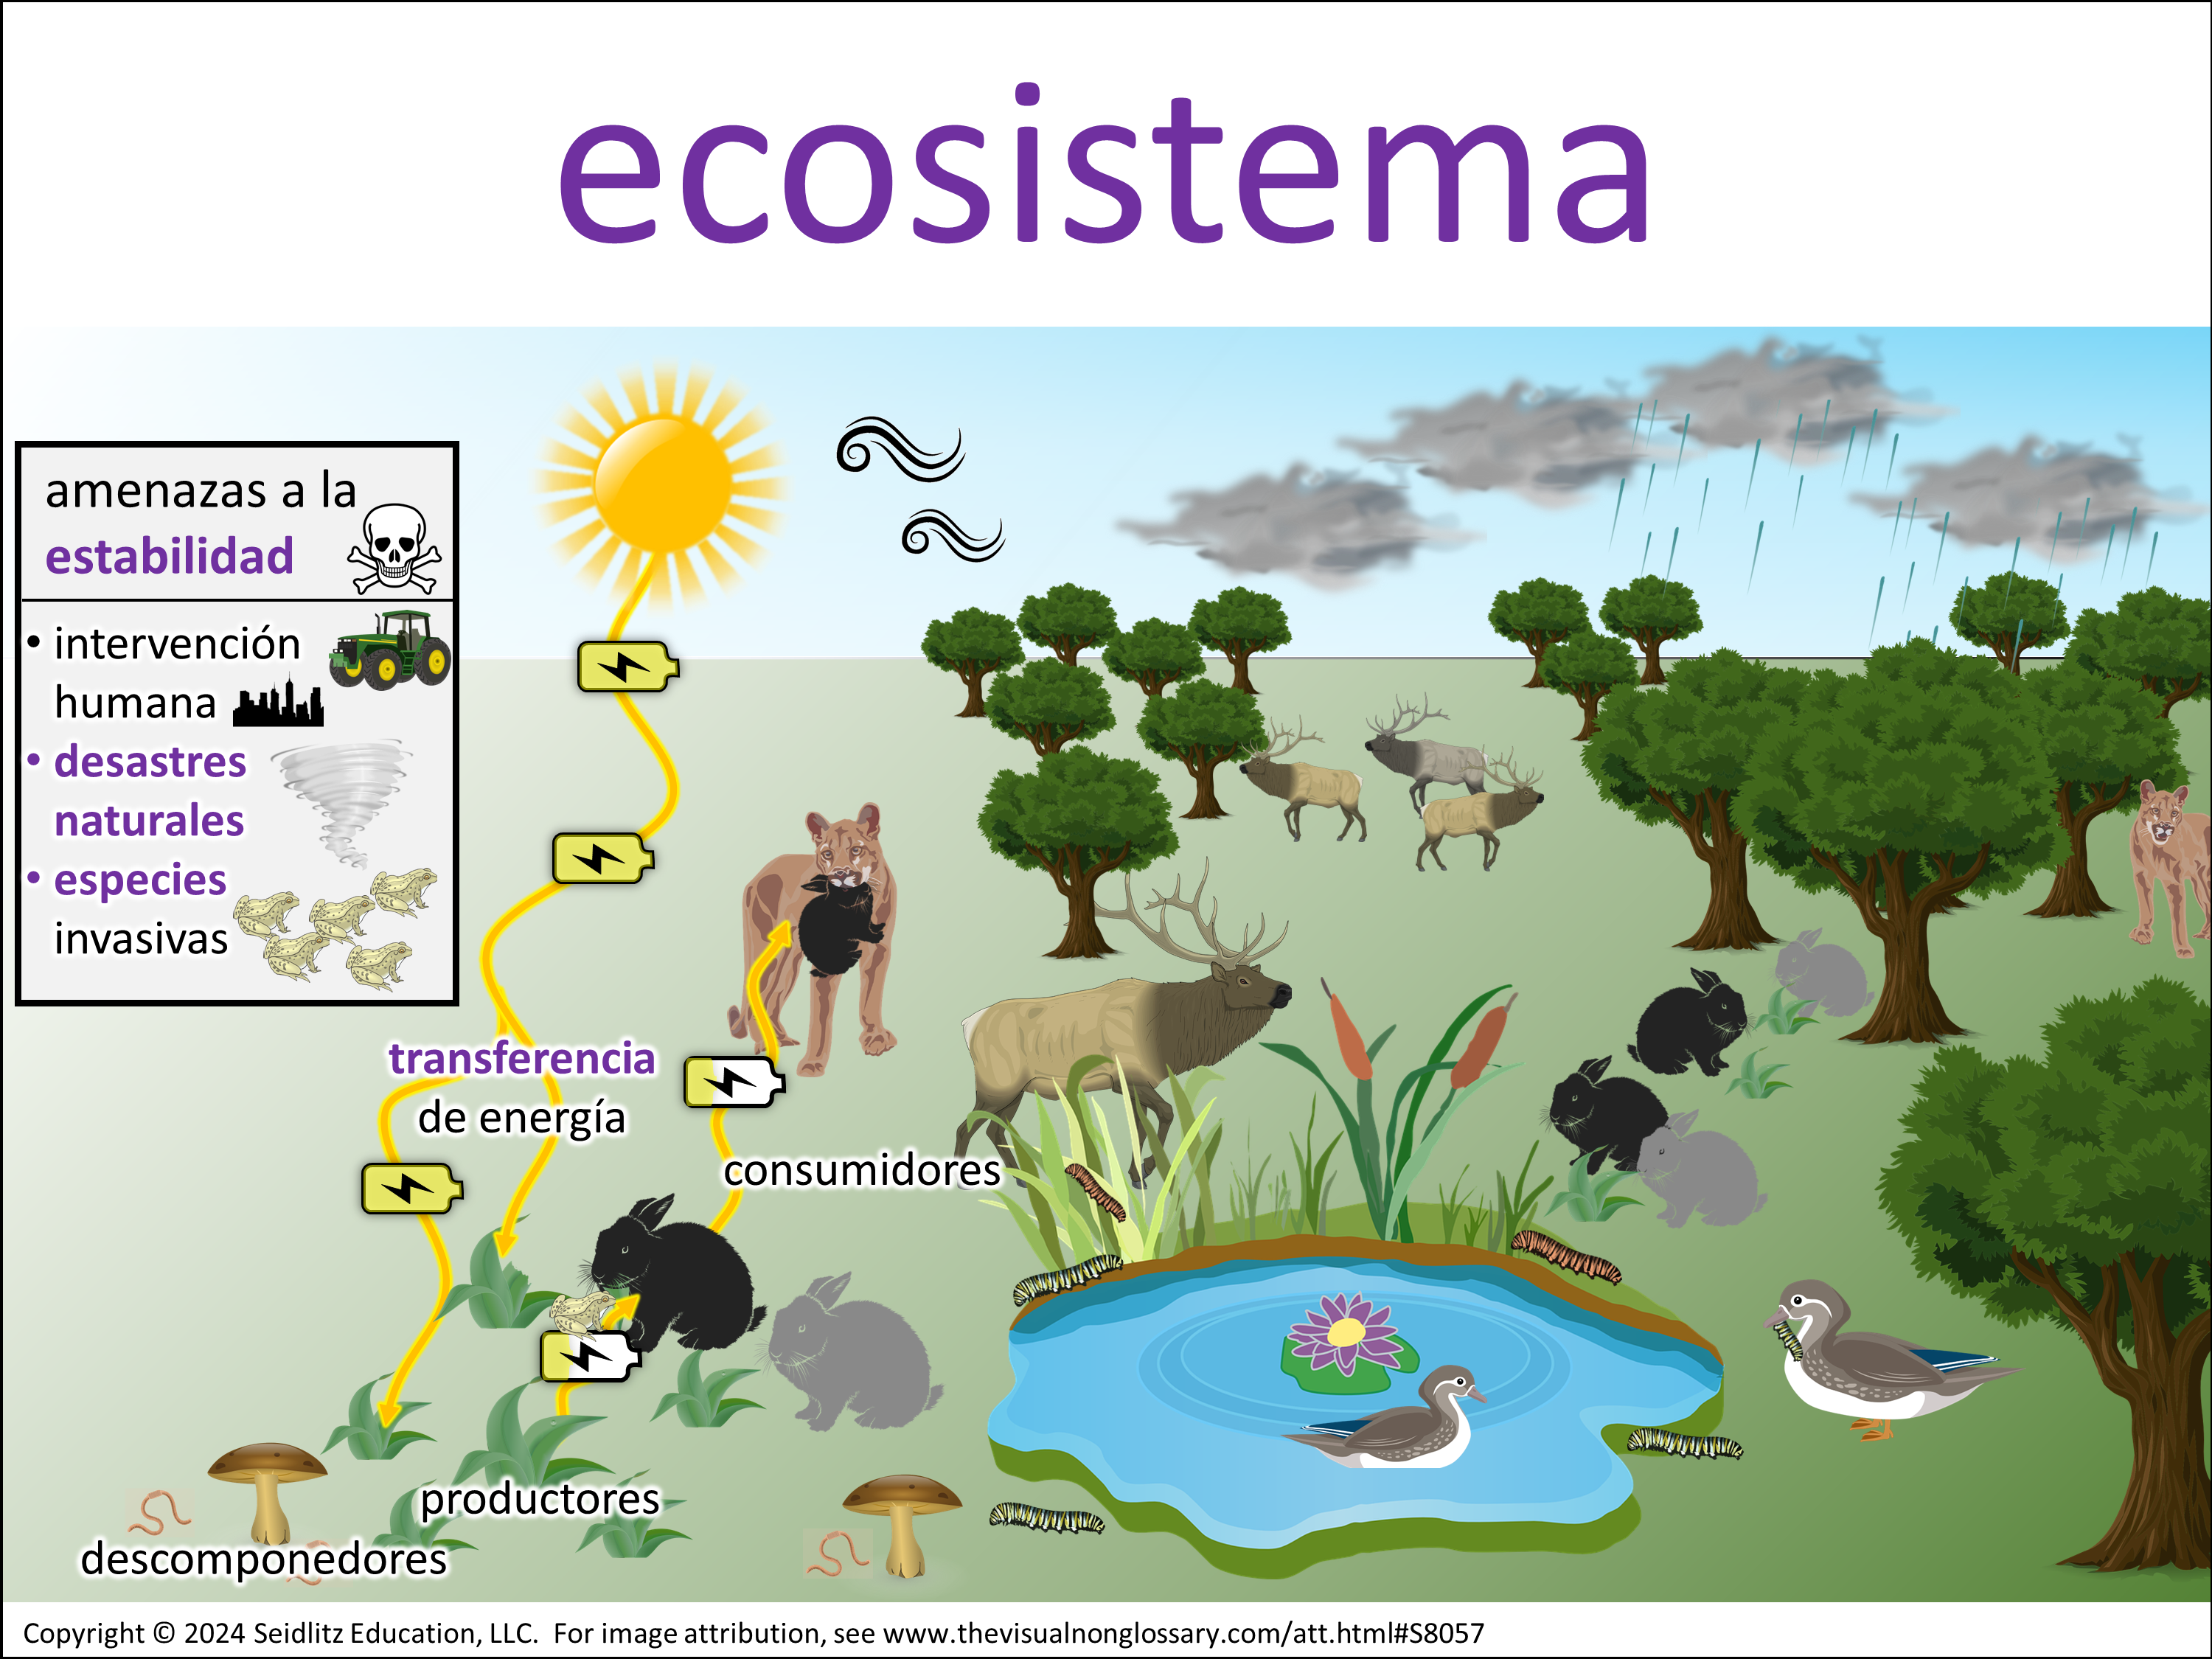 ecosistema
amenazas a la
estabilidad
• intervención
humana
• desastres
naturales
• especies
invasivas
transferencia
de energía
consumidores
productores
descomponedores
Copyright © 2024 Seidlitz Education, LLC.  For image attribution, see www.thevisualnonglossary.com/att.html#S8057